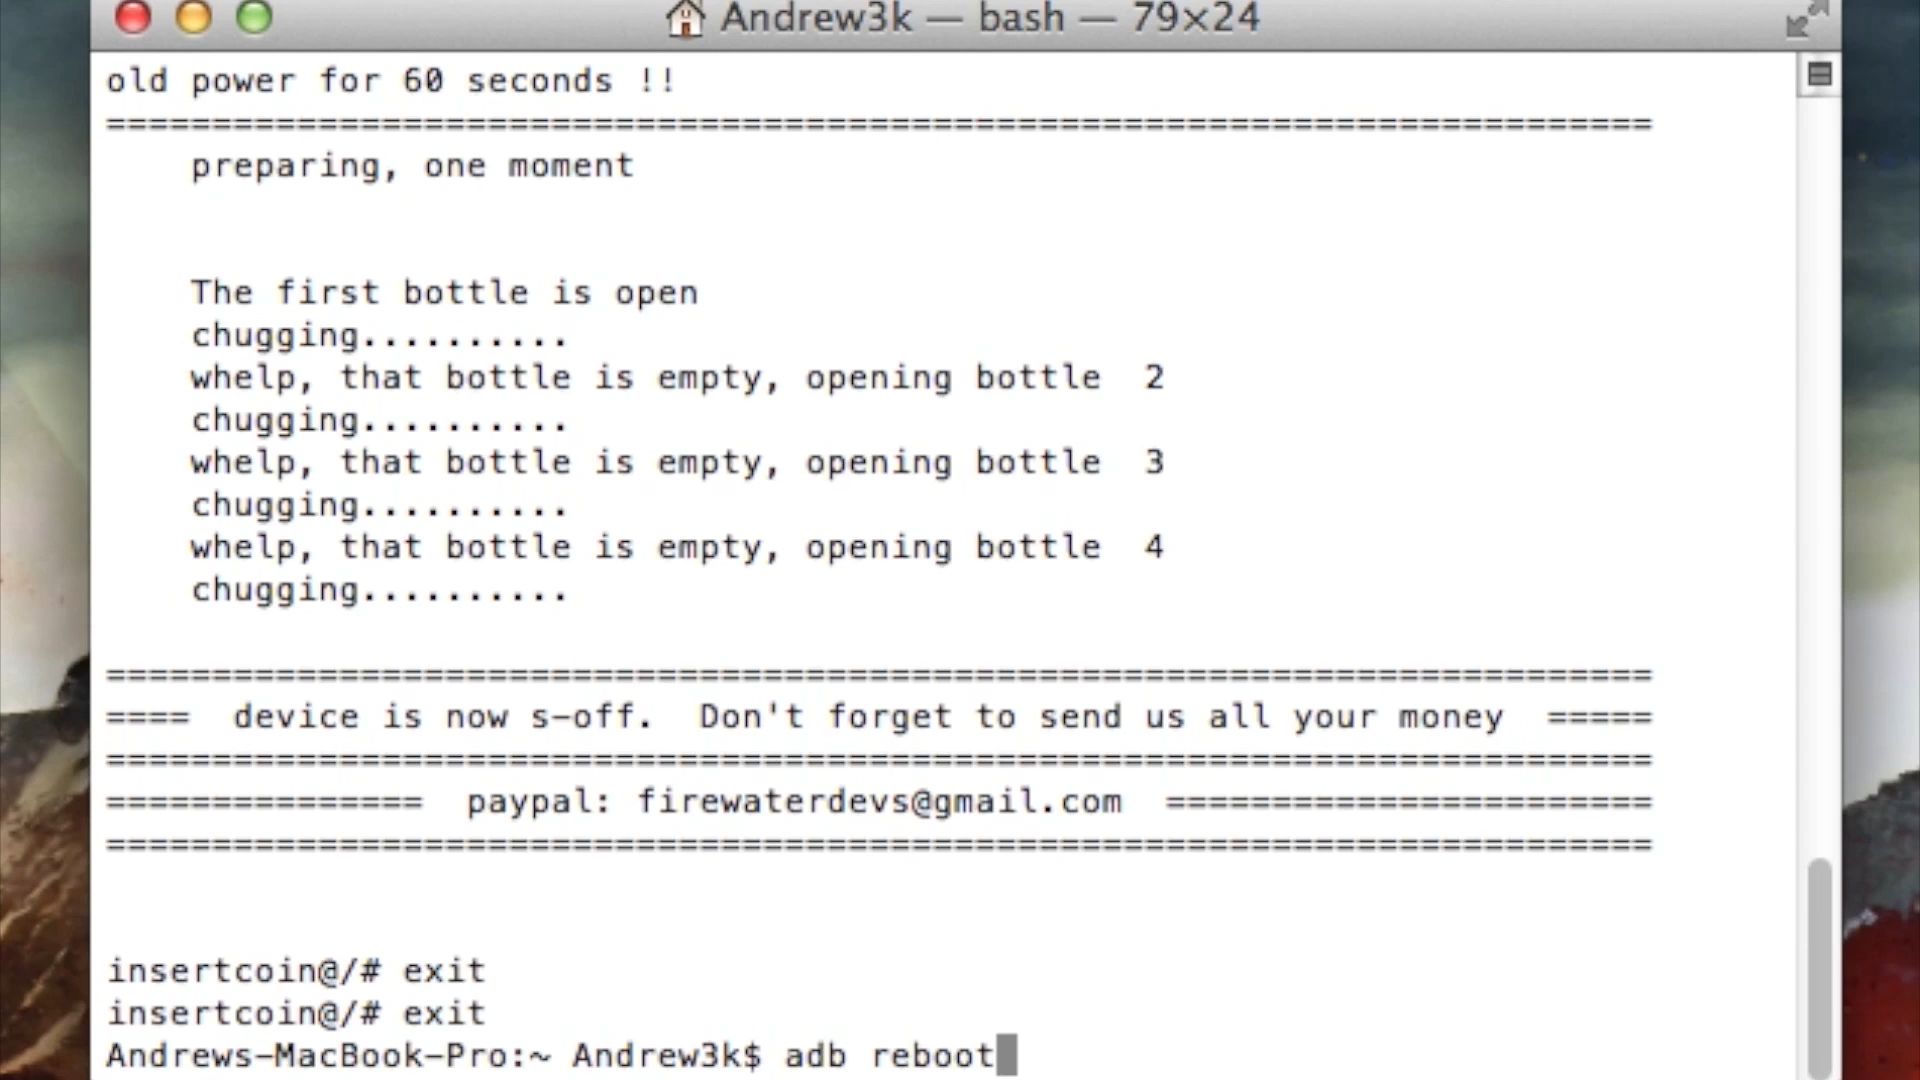 Andrew3k — bash — 79×24
old power for 60 seconds !!
=========================================================================
preparing, one moment
The first bottle is open
chugging..........
whelp, that bottle is empty, opening bottle  2
chugging..........
whelp, that bottle is empty, opening bottle  3
chugging..........
whelp, that bottle is empty, opening bottle  4
chugging..........
=========================================================================
====  device is now s-off.  Don't forget to send us all your money  =====
=========================================================================
===============  paypal: firewaterdevs@gmail.com  =======================
=========================================================================
insertcoin@/# exit
insertcoin@/# exit
Andrews-MacBook-Pro:~ Andrew3k$ adb reboot